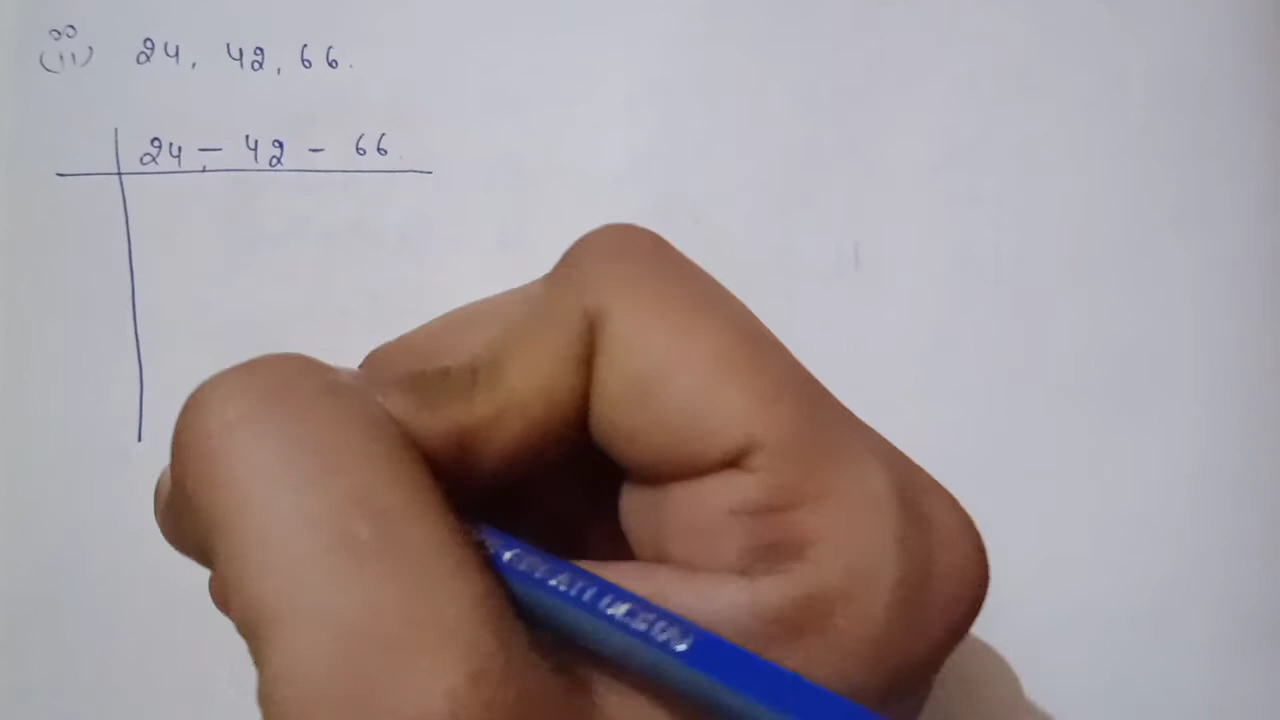 (ii) 24, 42, 66.
24 - 42 - 66